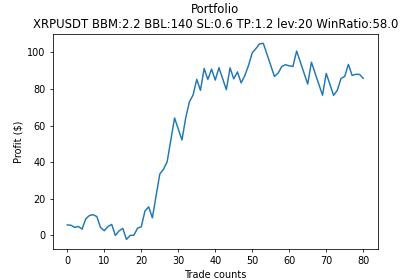 Portfolio
XRPUSDT BBM:2.2 BBL:140 SL:0.6 TP:1.2 lev:20 WinRatio:58.0
Profit ($)
100
80
60
40
20
0
0 10 20 30 40 50 60 70 80
Trade counts